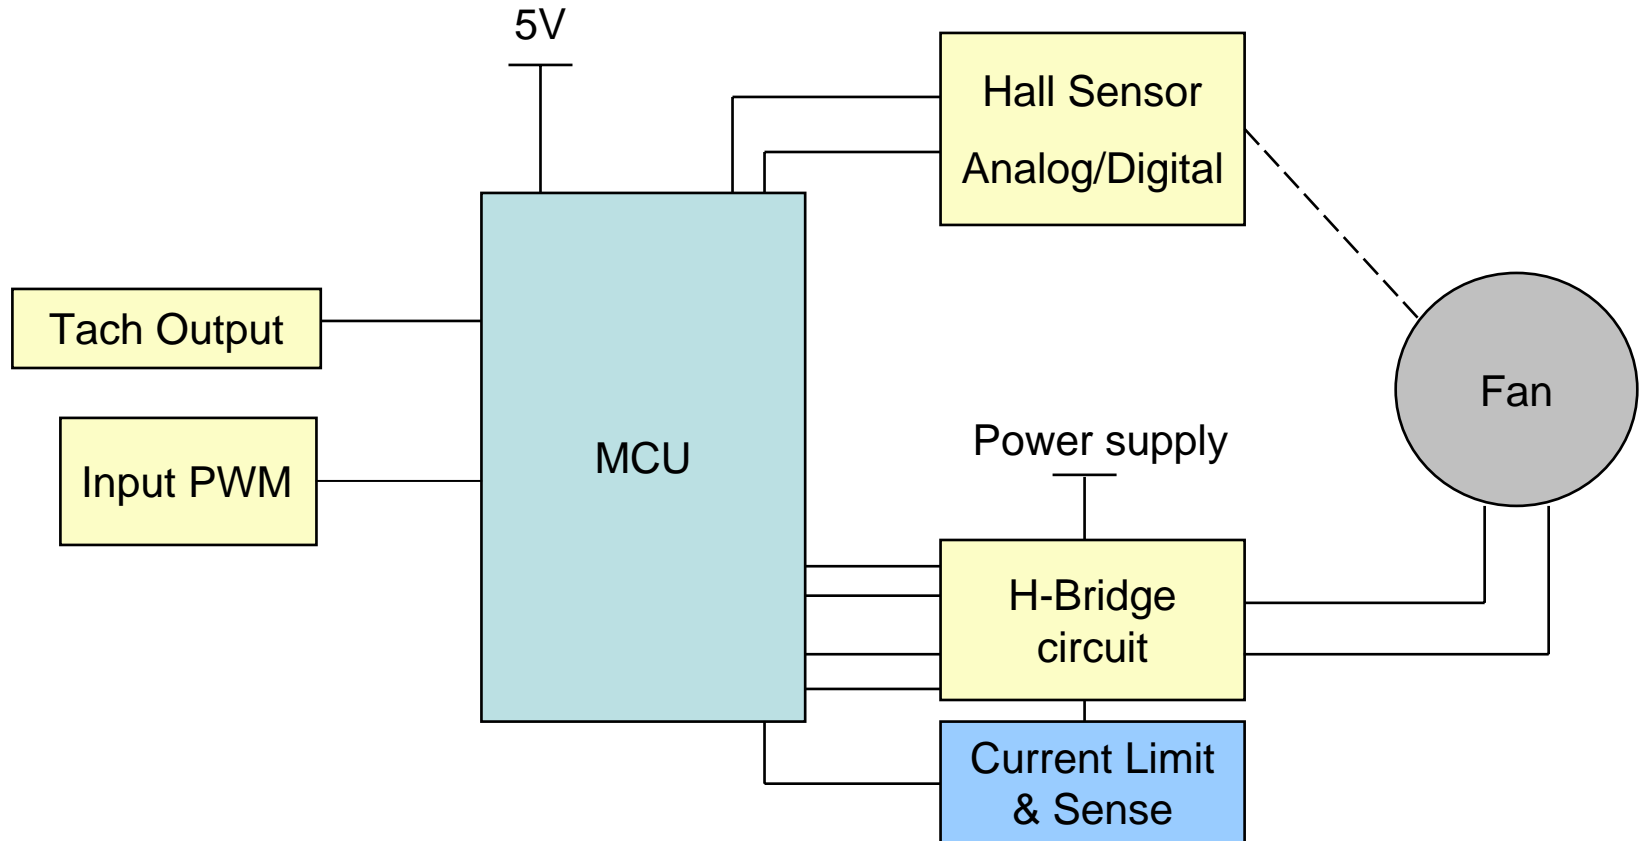 5V
Hall Sensor
Analog/Digital
Tach Output
Fan
Input PWM
MCU
Power supply
H-Bridge
circuit
Current Limit
& Sense